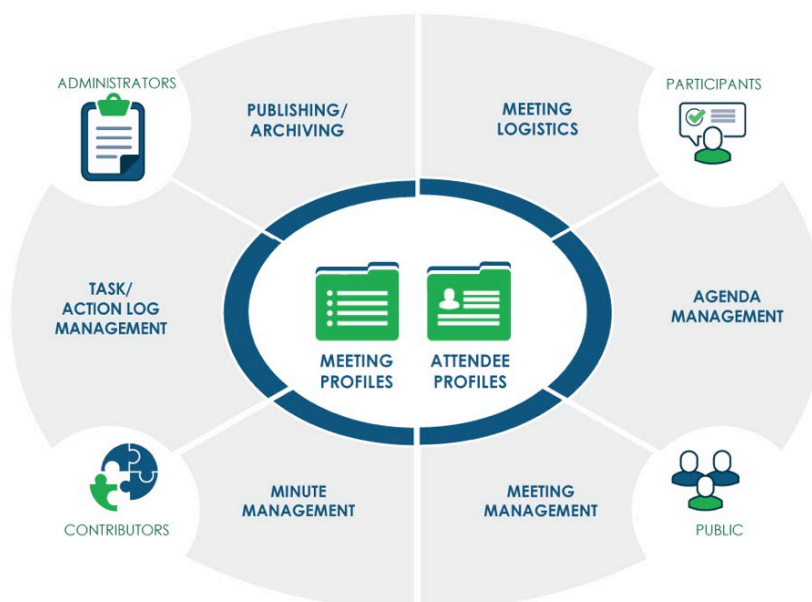 ADMINISTRATORS
PUBLISHING/
ARCHIVING
MEETING
LOGISTICS
PARTICIPANTS
TASK/
ACTION LOG
MANAGEMENT
MEETING
PROFILES
ATTENDEE
PROFILES
AGENDA
MANAGEMENT
CONTRIBUTORS
MINUTE
MANAGEMENT
MEETING
MANAGEMENT
PUBLIC